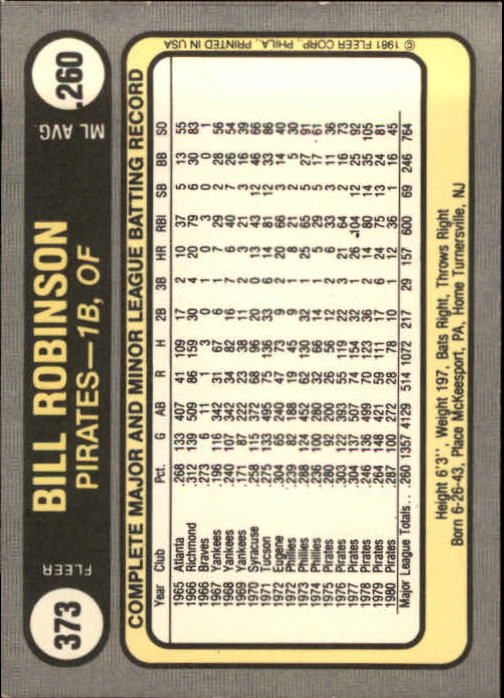 373
FLEER
BILL ROBINSON
PIRATES—1B, OF
ML AVG
.260
COMPLETE MAJOR AND MINOR LEAGUE BATTING RECORD
Year Club Pct. G AB R H 2B 3B HR RBI SB BB SO
1965 Atlanta .268 133 407 41 109 17 2 10 37 5 13 55
1966 Richmond .312 139 509 86 159 30 4 20 79 6 30 83
1966 Braves .273 6 11 1 3 0 1 0 3 0 0 1
1967 Yankees .196 116 342 31 67 6 1 7 29 2 28 56
1968 Yankees .240 107 342 34 82 16 7 6 40 7 26 54
1969 Yankees .171 87 222 23 38 11 2 3 21 3 16 39
1970 Syracuse .258 115 372 68 96 20 0 13 43 12 46 66
1971 Tucson .275 133 495 75 136 33 6 14 81 12 33 86
1972 Eugene .304 65 240 47 73 9 1 20 66 2 14 40
1972 Phillies .239 82 188 19 45 9 1 8 21 2 5 30
1973 Phillies .288 124 452 62 130 32 1 25 65 5 27 91
1974 Phillies .236 100 280 32 66 14 1 5 29 5 17 61
1975 Pirates .280 92 200 26 56 12 2 6 33 3 11 36
1976 Pirates .303 122 393 55 119 22 3 21 64 2 16 73
1977 Pirates .304 137 507 74 154 32 1 26 104 12 25 92
1978 Pirates .246 136 499 70 123 36 2 14 80 14 35 105
1979 Pirates .264 148 421 59 111 17 6 24 75 13 24 81
1980 Pirates .287 100 272 28 78 10 1 12 36 1 15 45
Major League Totals.. .260 1357 4129 514 1072 217 29 157 600 69 246 764
Height 6'3'', Weight 197, Bats Right, Throws Right
Born 6-26-43, Place McKeesport, PA, Home Turnersville, NJ
© 1981 FLEER CORP., PHILA., PRINTED IN USA